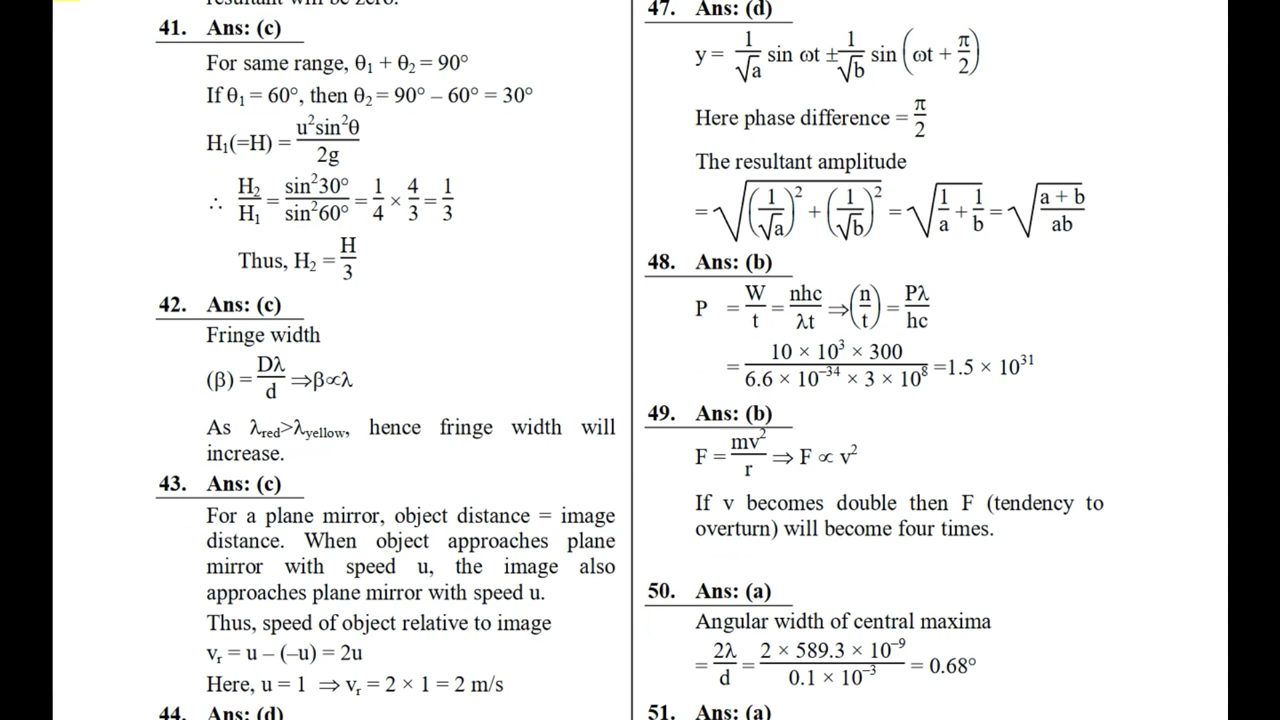 resultant will be zero.
41. Ans: (c)
For same range, θ₁ + θ₂ = 90°
If θ₁ = 60°, then θ₂ = 90° – 60° = 30°
H₁(=H) = u²sin²θ / 2g
∴ H₂/H₁ = sin²30°/sin²60° = 1/4 × 4/3 = 1/3
Thus, H₂ = H/3
42. Ans: (c)
Fringe width
(β) = Dλ/d ⇒ β∝λ
As λred>λyellow, hence fringe width will
increase.
43. Ans: (c)
For a plane mirror, object distance = image
distance. When object approaches plane
mirror with speed u, the image also
approaches plane mirror with speed u.
Thus, speed of object relative to image
vᵣ = u – (–u) = 2u
Here, u = 1 ⇒ vᵣ = 2 × 1 = 2 m/s
44. Ans: (d)
47. Ans: (d)
y = 1/√a sin ωt ± 1/√b sin (ωt + π/2)
Here phase difference = π/2
The resultant amplitude
= √((1/√a)² + (1/√b)²) = √(1/a + 1/b) = √((a + b)/ab)
48. Ans: (b)
P = W/t = nhc/λt ⇒ (n/t) = Pλ/hc
= 10 × 10³ × 300 / 6.6 × 10⁻³⁴ × 3 × 10⁸ =1.5 × 10³¹
49. Ans: (b)
F = mv²/r ⇒ F ∝ v²
If v becomes double then F (tendency to
overturn) will become four times.
50. Ans: (a)
Angular width of central maxima
= 2λ/d = 2 × 589.3 × 10⁻⁹ / 0.1 × 10⁻³ = 0.68°
51. Ans: (a)